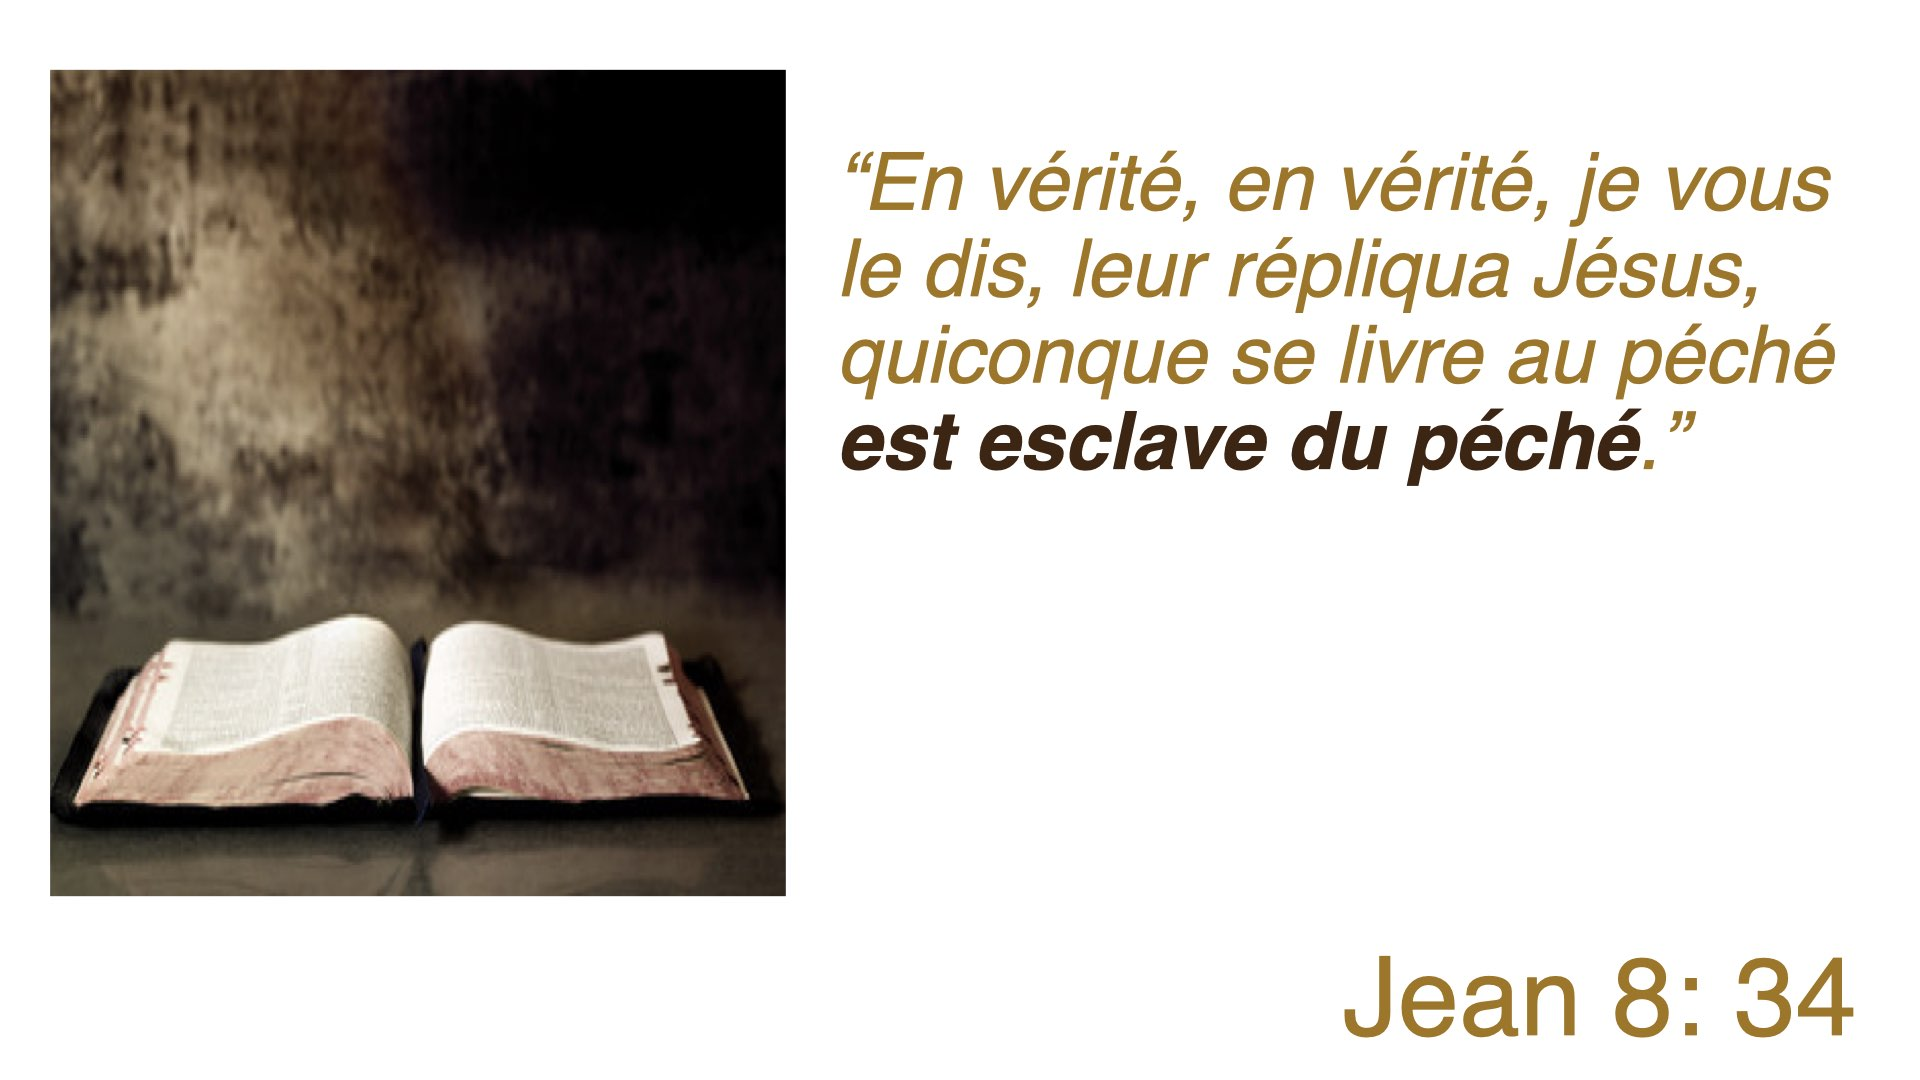 “En vérité, en vérité, je vous
le dis, leur répliqua Jésus,
quiconque se livre au péché
est esclave du péché.”
Jean 8: 34